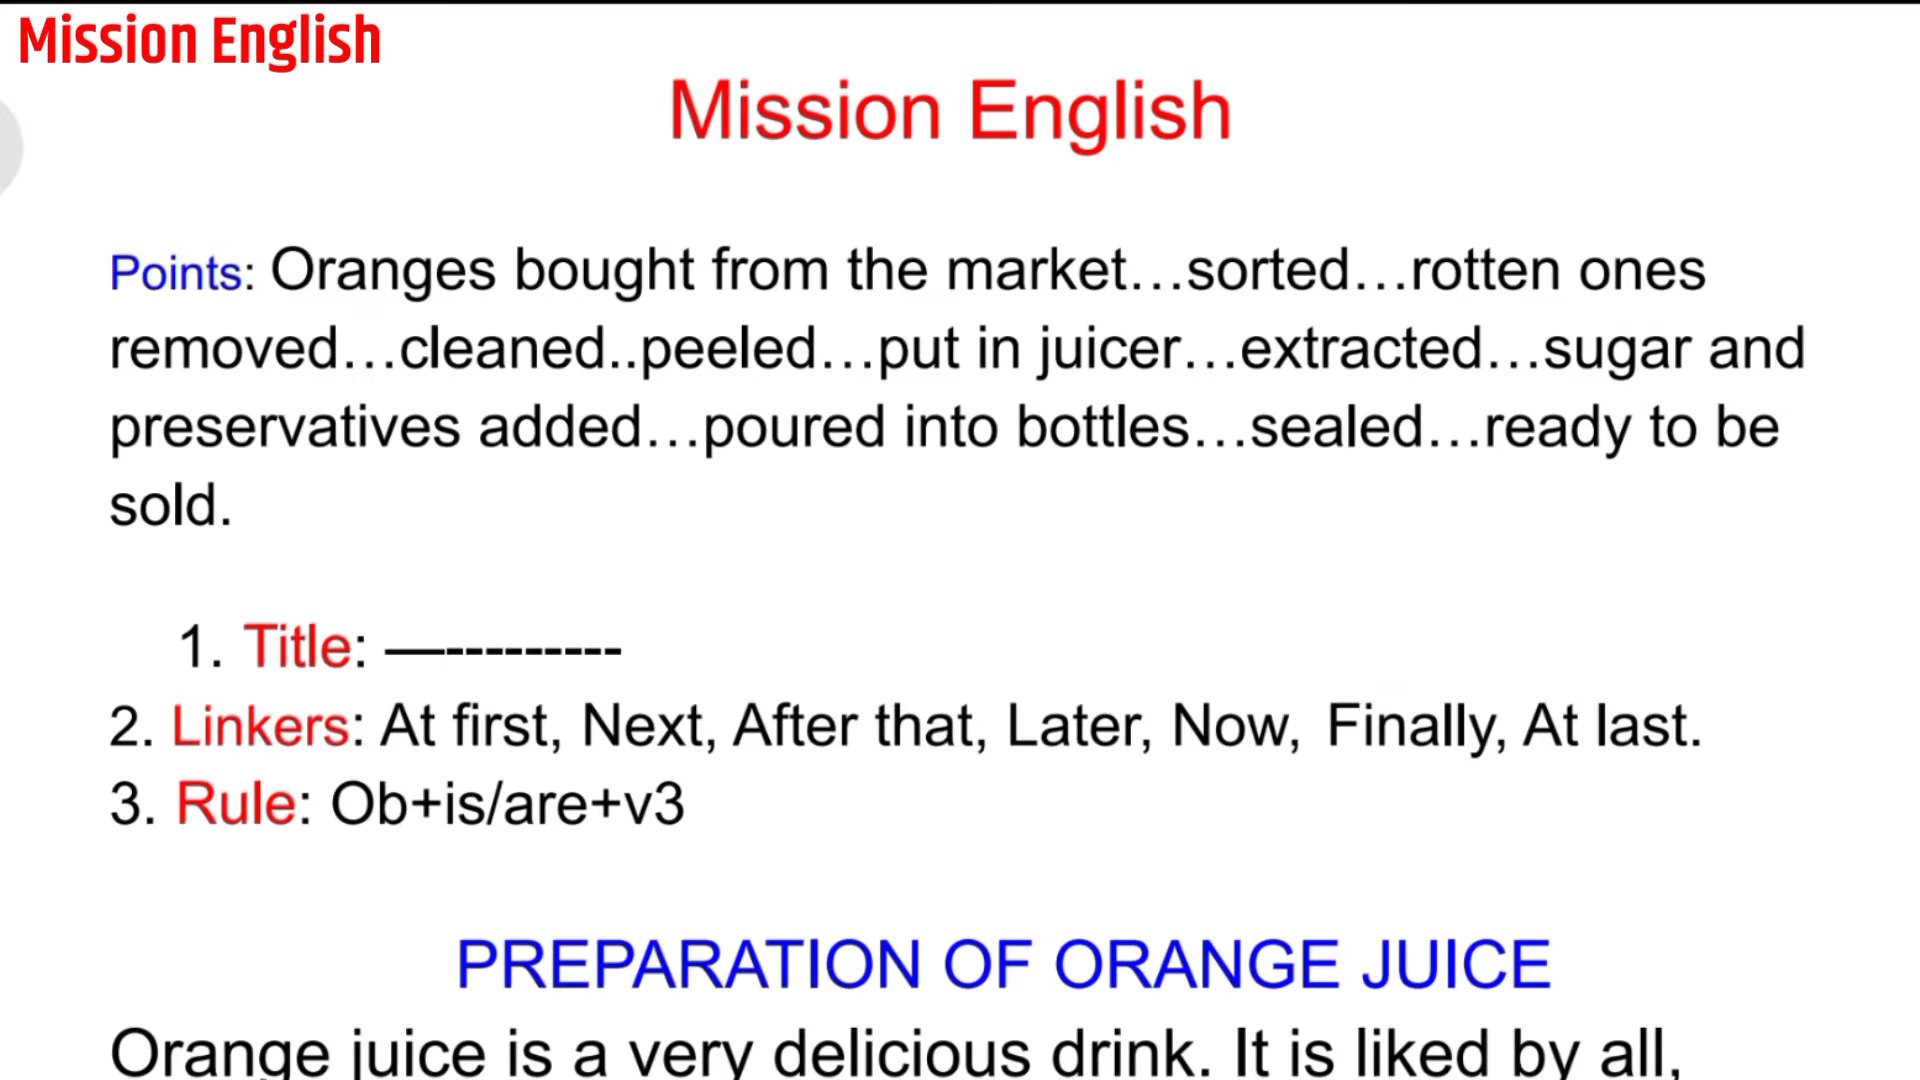 Mission English
Mission English
Points: Oranges bought from the market…sorted…rotten ones
removed…cleaned..peeled…put in juicer…extracted…sugar and
preservatives added…poured into bottles…sealed…ready to be
sold.
1. Title: —---------
2. Linkers: At first, Next, After that, Later, Now, Finally, At last.
3. Rule: Ob+is/are+v3
PREPARATION OF ORANGE JUICE
Orange juice is a very delicious drink. It is liked by all,